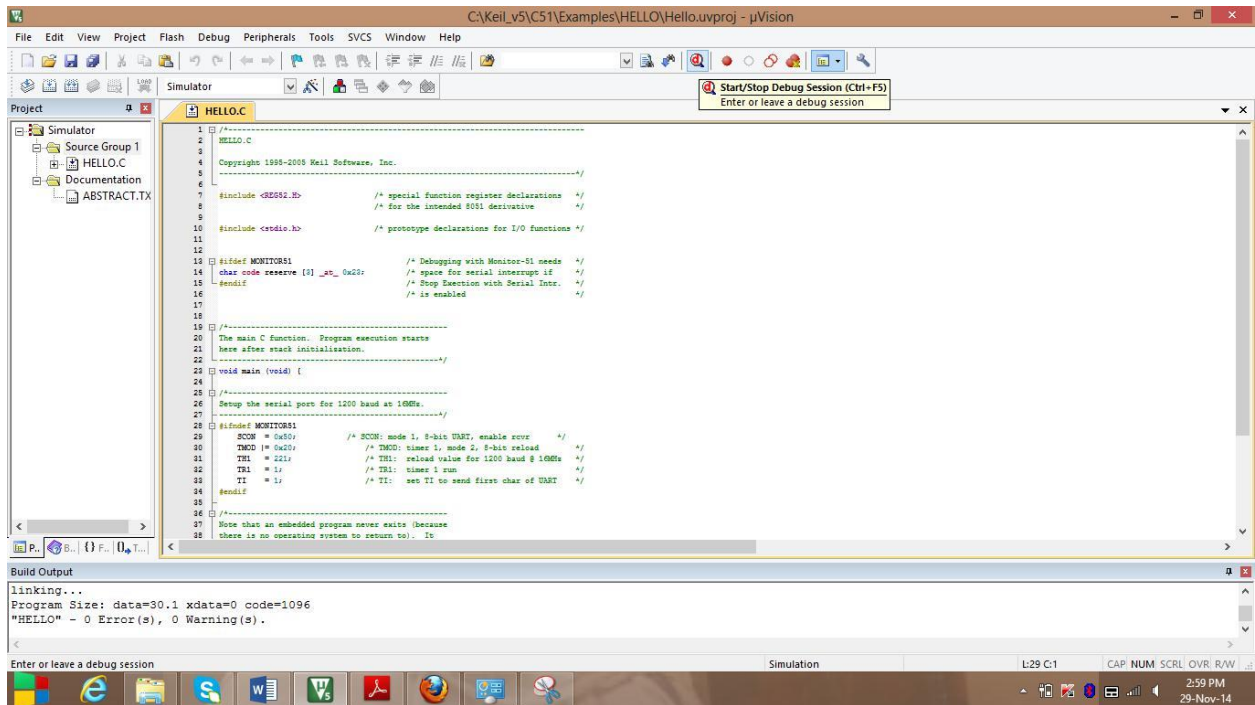 C:\Keil_v5\C51\Examples\HELLO\Hello.uvproj - µVision
File Edit View Project Flash Debug Peripherals Tools SVCS Window Help
Simulator
Start/Stop Debug Session (Ctrl+F5)
Enter or leave a debug session
Project
HELLO.C
Simulator
Source Group 1
HELLO.C
Documentation
ABSTRACT.TX
1 /*----------------------------------------------------------------------------
2 HELLO.C
3
4 Copyright 1995-2005 Keil Software, Inc.
5 ----------------------------------------------------------------------------*/
6
7 #include <REG52.H> /* special function register declarations */
8 /* for the intended 8051 derivative */
9
10 #include <stdio.h> /* prototype declarations for I/O functions */
11
12
13 #ifdef MONITOR51 /* Debugging with Monitor-51 needs */
14 char code reserve [3] _at_ 0x23; /* space for serial interrupt if */
15 #endif /* Stop Exection with Serial Intr. */
16 /* is enabled */
17
18
19 /*------------------------------------------------
20 The main C function. Program execution starts
21 here after stack initialization.
22 ------------------------------------------------*/
23 void main (void) {
24
25 /*------------------------------------------------
26 Setup the serial port for 1200 baud at 16MHz.
27 ------------------------------------------------*/
28 #ifndef MONITOR51
29 SCON = 0x50; /* SCON: mode 1, 8-bit UART, enable rcvr */
30 TMOD |= 0x20; /* TMOD: timer 1, mode 2, 8-bit reload */
31 TH1 = 221; /* TH1: reload value for 1200 baud @ 16MHz */
32 TR1 = 1; /* TR1: timer 1 run */
33 TI = 1; /* TI: set TI to send first char of UART */
34 #endif
35
36 /*------------------------------------------------
37 Note that an embedded program never exits (because
38 there is no operating system to return to). It
P.. B.. {} F.. 0 T...
Build Output
linking...
Program Size: data=30.1 xdata=0 code=1096
"HELLO" - 0 Error(s), 0 Warning(s).
Enter or leave a debug session Simulation L:29 C:1 CAP NUM SCRL OVR R/W
2:59 PM
29-Nov-14